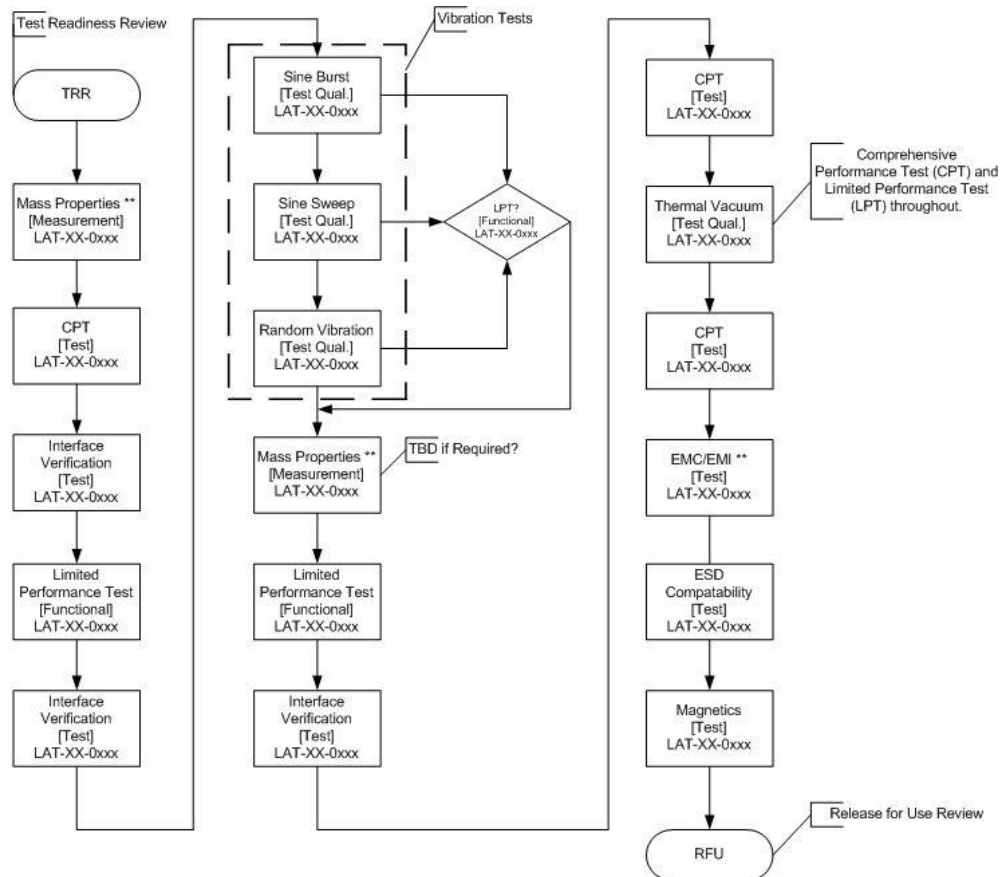 Test Readiness Review
TRR
Mass Properties **
[Measurement]
LAT-XX-0xxx
CPT
[Test]
LAT-XX-0xxx
Interface
Verification
[Test]
LAT-XX-0xxx
Limited
Performance Test
[Functional]
LAT-XX-0xxx
Interface
Verification
[Test]
LAT-XX-0xxx
Vibration Tests
Sine Burst
[Test Qual.]
LAT-XX-0xxx
Sine Sweep
[Test Qual.]
LAT-XX-0xxx
Random Vibration
[Test Qual.]
LAT-XX-0xxx
LPT?
[Functional]
LAT-XX-0xxx
Mass Properties **
[Measurement]
LAT-XX-0xxx
TBD if Required?
Limited
Performance Test
[Functional]
LAT-XX-0xxx
Interface
Verification
[Test]
LAT-XX-0xxx
CPT
[Test]
LAT-XX-0xxx
Comprehensive
Performance Test (CPT) and
Limited Performance Test
(LPT) throughout.
Thermal Vacuum
[Test Qual.]
LAT-XX-0xxx
CPT
[Test]
LAT-XX-0xxx
EMC/EMI **
[Test]
LAT-XX-0xxx
ESD
Compatability
[Test]
LAT-XX-0xxx
Magnetics
[Test]
LAT-XX-0xxx
Release for Use Review
RFU